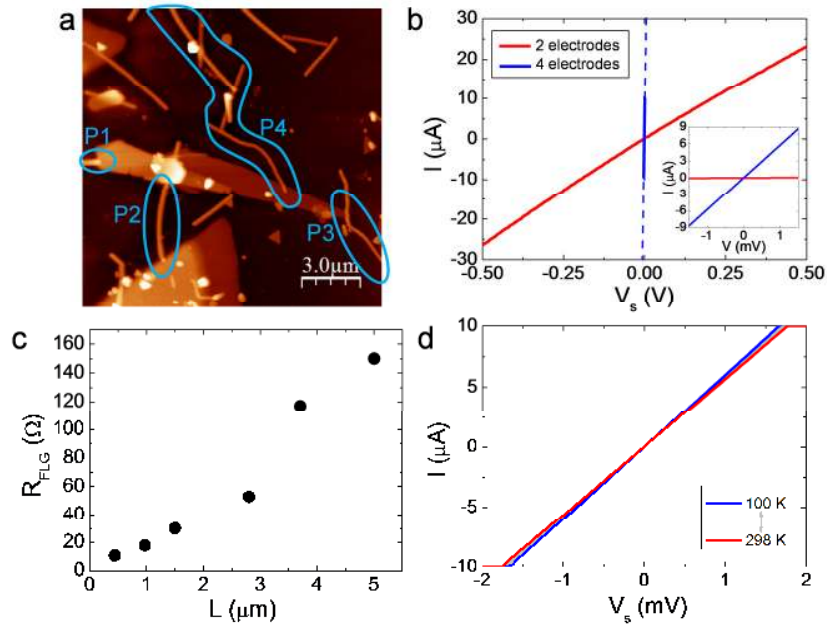 a
P1
P2
P4
P3
3.0μm
b
2 electrodes
4 electrodes
I (μA)
30
20
10
0
-10
-20
-30
-0.50
-0.25
0.00
0.25
0.50
V_s (V)
I (μA)
9
6
3
0
-3
-6
-9
-1
0
1
V (mV)
c
R_FLG (Ω)
160
140
120
100
80
60
40
20
0
0
1
2
3
4
5
L (μm)
d
I (μA)
10
5
0
-5
-10
100 K
298 K
-2
-1
0
1
2
V_s (mV)